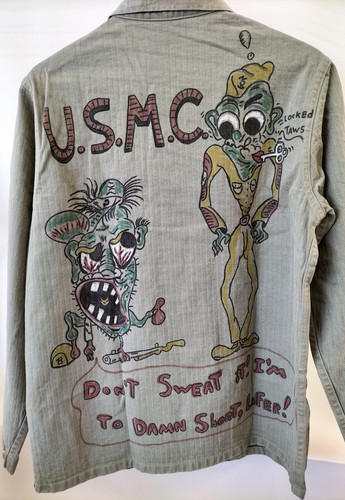 U.S.M.C.
LOCKED
JAWS
DON'T SWEAT IT! I'M
TO DAMN SHORT, LIFER!